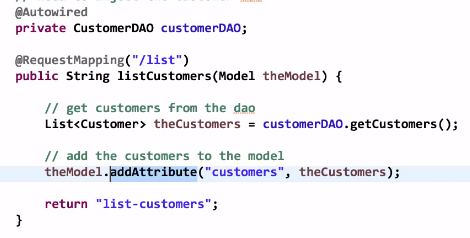 @Autowired
private CustomerDAO customerDAO;
@RequestMapping("/list")
public String listCustomers(Model theModel) {
// get customers from the dao
List<Customer> theCustomers = customerDAO.getCustomers();
// add the customers to the model
theModel.addAttribute("customers", theCustomers);
return "list-customers";
}